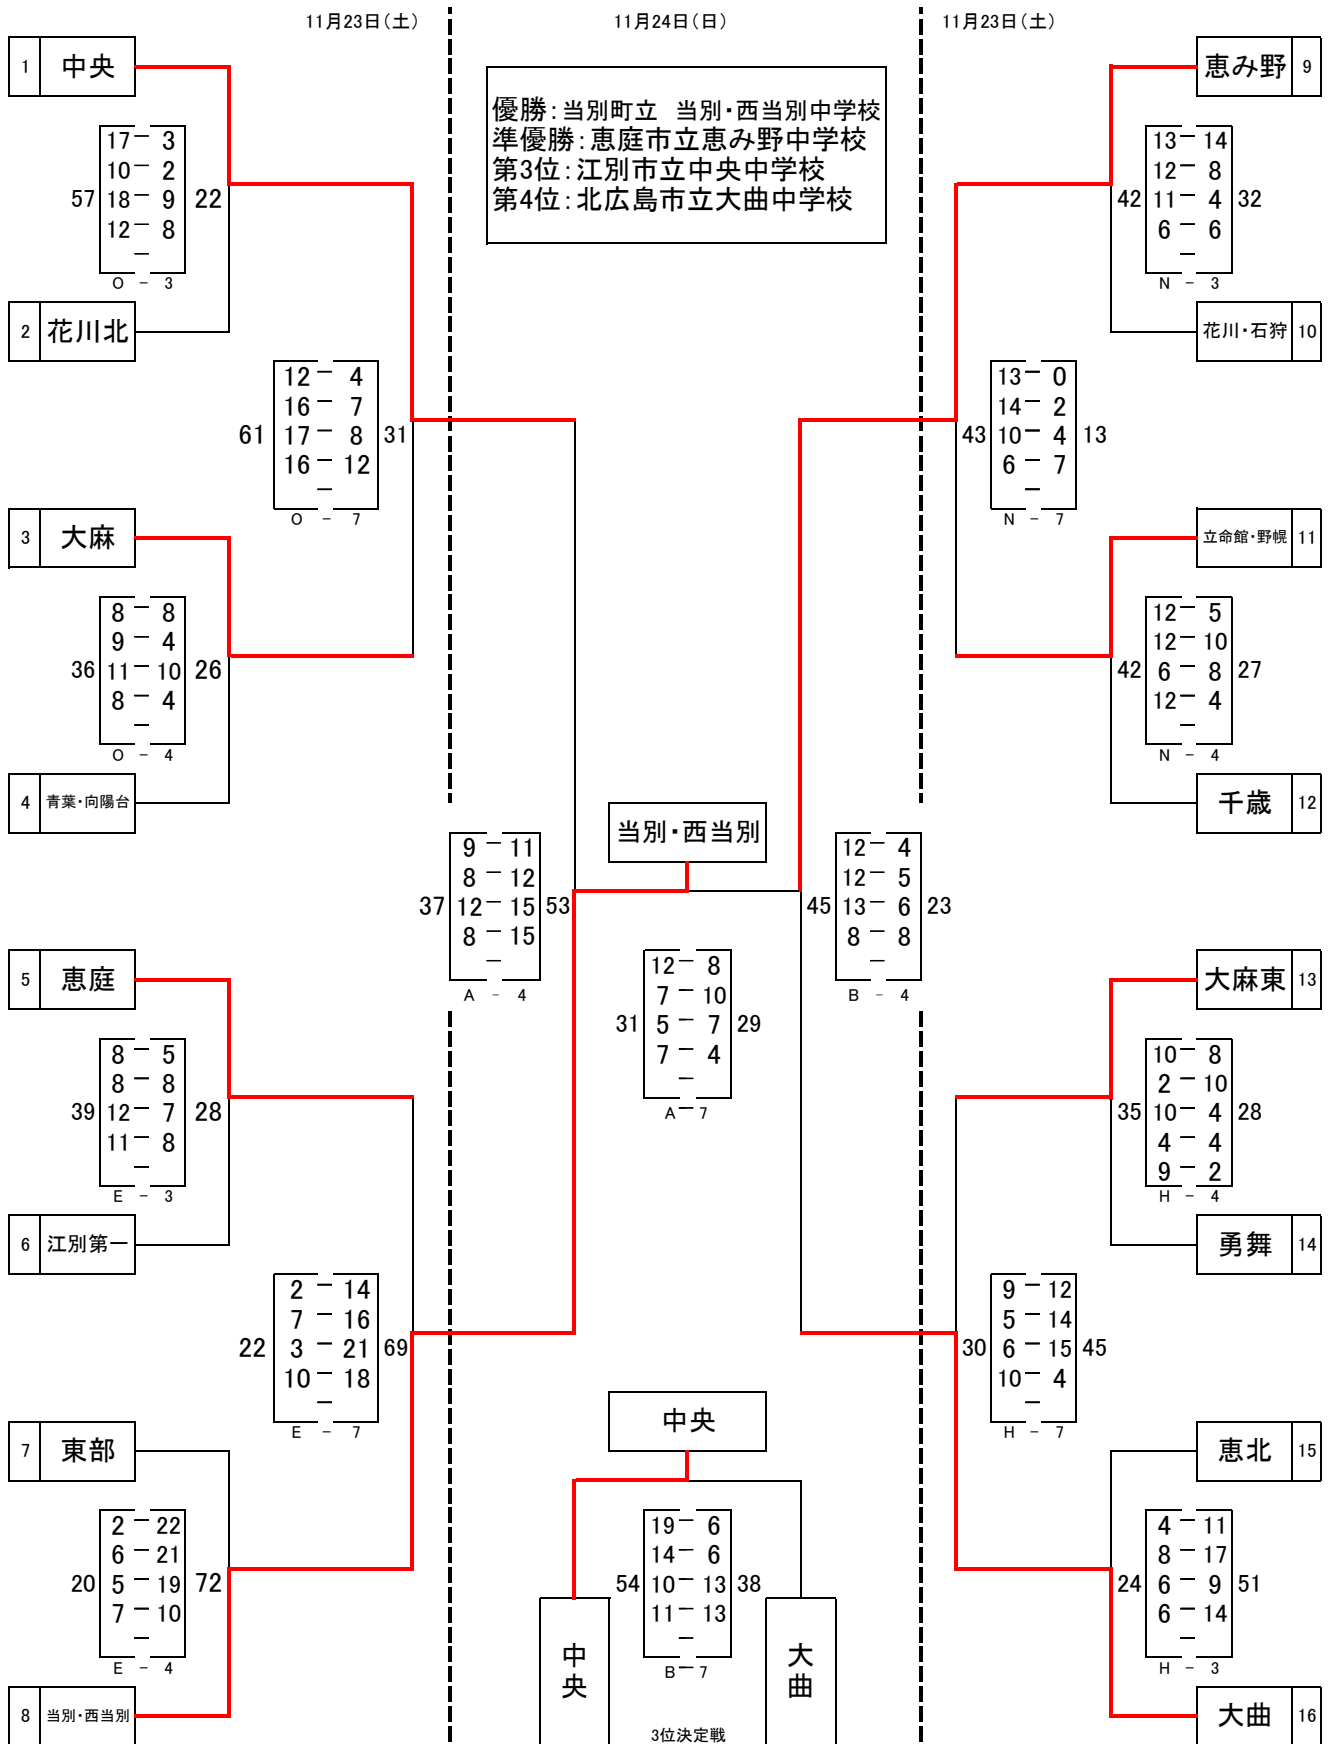 11月23日(土)
11月24日(日)
11月23日(土)
優勝:当別町立 当別・西当別中学校
準優勝:恵庭市立恵み野中学校
第3位:江別市立中央中学校
第4位:北広島市立大曲中学校
1 中央
17 - 3
10 - 2
57 18 - 9 22
12 - 8
-
O - 3
2 花川北
12 - 4
16 - 7
61 17 - 8 31
16 - 12
-
O - 7
3 大麻
8 - 8
9 - 4
36 11 - 10 26
8 - 4
-
O - 4
4 青葉・向陽台
9 - 11
8 - 12
37 12 - 15 53
8 - 15
-
A - 4
5 恵庭
8 - 5
8 - 8
39 12 - 7 28
11 - 8
-
E - 3
6 江別第一
2 - 14
7 - 16
22 3 - 21 69
10 - 18
-
E - 7
7 東部
2 - 22
6 - 21
20 5 - 19 72
7 - 10
-
E - 4
8 当別・西当別
当別・西当別
12 - 8
7 - 10
31 5 - 7 29
7 - 4
-
A - 7
中央
19 - 6
14 - 6
54 10 - 13 38
11 - 13
-
B - 7
中央
大曲
3位決定戦
恵み野 9
13 - 14
12 - 8
42 11 - 4 32
6 - 6
-
N - 3
花川・石狩 10
13 - 0
14 - 2
43 10 - 4 13
6 - 7
-
N - 7
立命館・野幌 11
12 - 5
12 - 10
42 6 - 8 27
12 - 4
-
N - 4
千歳 12
12 - 4
12 - 5
45 13 - 6 23
8 - 8
-
B - 4
大麻東 13
10 - 8
2 - 10
35 10 - 4 28
4 - 4
9 - 2
H - 4
勇舞 14
9 - 12
5 - 14
30 6 - 15 45
10 - 4
-
H - 7
恵北 15
4 - 11
8 - 17
24 6 - 9 51
6 - 14
-
H - 3
大曲 16